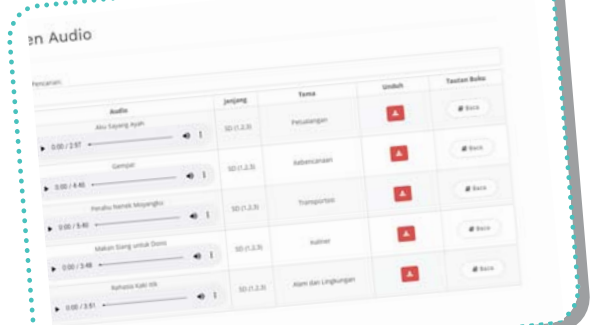 en Audio
Pencarian:
Audio Jenjang Tema Unduh Tautan Buku
Aku Sayang Ayah
0:00 / 2:57 SD (1,2,3) Petualangan Baca
Gempa!
0:00 / 4:40 SD (1,2,3) Kebencanaan Baca
Perahu Nenek Moyangku
0:00 / 5:40 SD (1,2,3) Transportasi Baca
Makan Siang untuk Donis
0:00 / 3:48 SD (1,2,3) Kuliner Baca
Rahasia Kaki
0:00 / 3:51 SD (1,2,3) Alam dan Lingkungan Baca